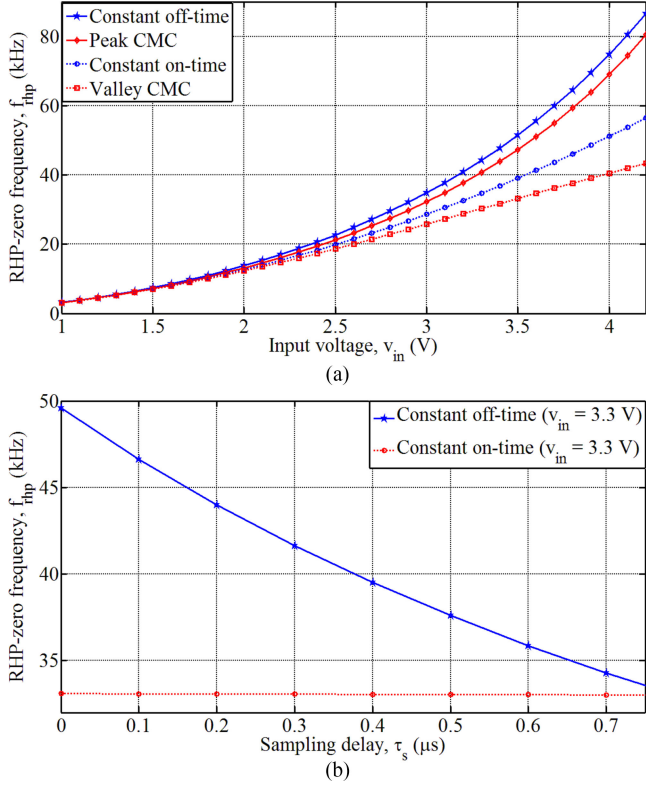 Constant off-time
Peak CMC
Constant on-time
Valley CMC
RHP-zero frequency, f_rhp (kHz)
80
60
40
20
0
1
1.5
2
2.5
3
3.5
4
Input voltage, v_in (V)
(a)
Constant off-time (v_in = 3.3 V)
Constant on-time (v_in = 3.3 V)
RHP-zero frequency, f_rhp (kHz)
50
45
40
35
0
0.1
0.2
0.3
0.4
0.5
0.6
0.7
Sampling delay, τ_s (μs)
(b)